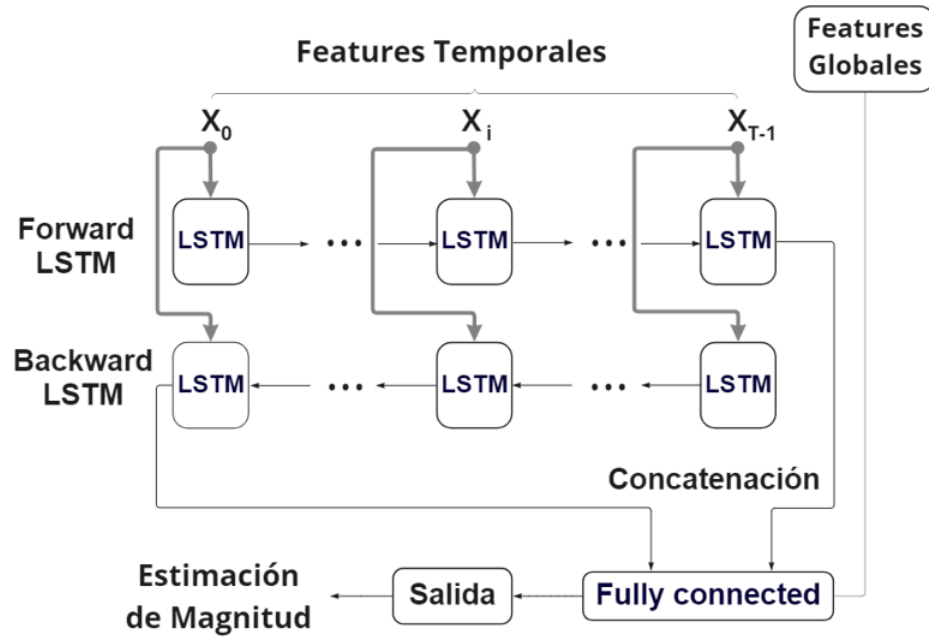 Features
Globales
Features Temporales
X0
Xi
XT-1
Forward
LSTM
LSTM
...
LSTM
...
LSTM
Backward
LSTM
LSTM
...
LSTM
...
LSTM
Concatenación
Estimación
de Magnitud
Salida
Fully connected